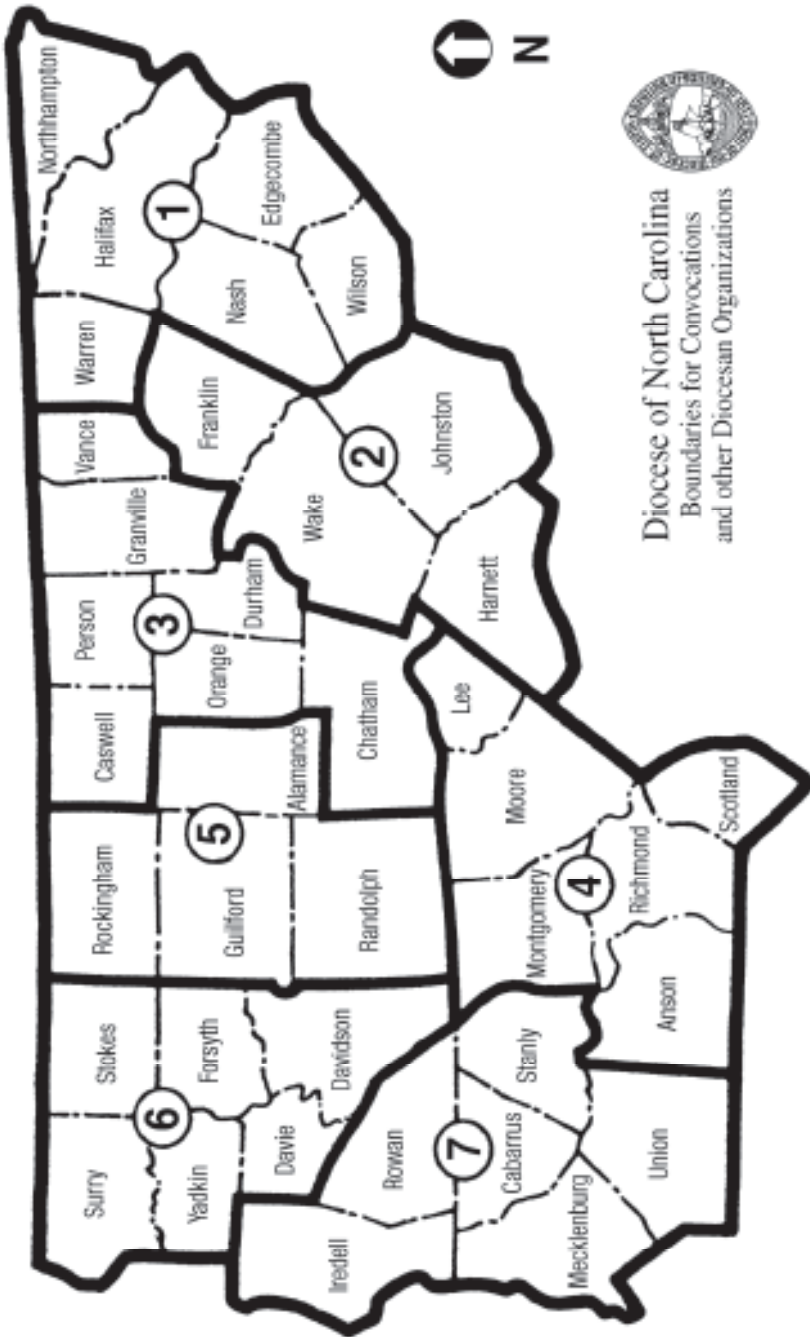 Surry
Stokes
Rockingham
Caswell
Person
Granville
Vance
Warren
Halifax
Northhampton
6
3
1
Yadkin
Forsyth
5
Guilford
Orange
Durham
Franklin
Nash
Edgecombe
Davie
Davidson
Alamance
Wake
Wilson
Iredell
Rowan
Randolph
Chatham
2
7
Lee
Johnston
Cabarrus
Stanly
Montgomery
Moore
Harnett
4
Mecklenburg
Union
Anson
Richmond
Scotland
N
Diocese of North Carolina
Boundaries for Convocations
and other Diocesan Organizations